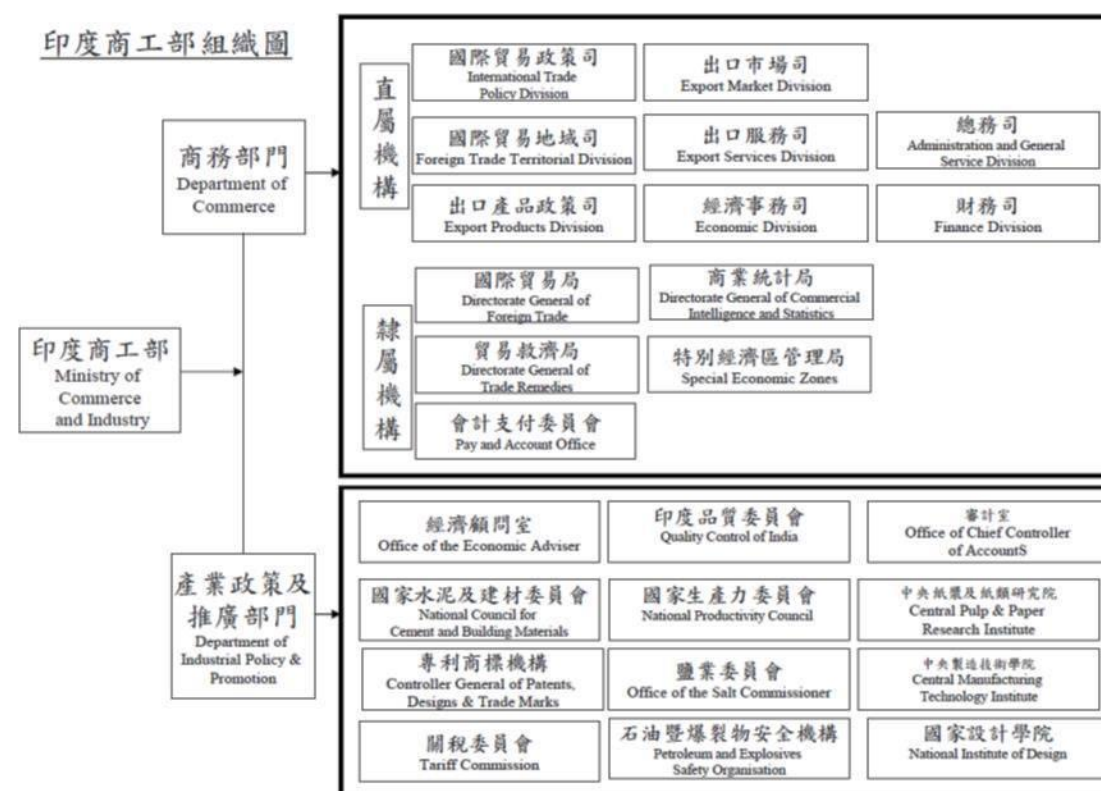 印度商工部組織圖
印度商工部
Ministry of
Commerce
and Industry
商務部門
Department of
Commerce
直屬機構
國際貿易政策司
International Trade
Policy Division
出口市場司
Export Market Division
國際貿易地域司
Foreign Trade Territorial Division
出口服務司
Export Services Division
總務司
Administration and General
Service Division
出口產品政策司
Export Products Division
經濟事務司
Economic Division
財務司
Finance Division
隸屬機構
國際貿易局
Directorate General of
Foreign Trade
商業統計局
Directorate General of Commercial
Intelligence and Statistics
貿易救濟局
Directorate General of
Trade Remedies
特別經濟區管理局
Special Economic Zones
會計支付委員會
Pay and Account Office
產業政策及
推廣部門
Department of
Industrial Policy &
Promotion
經濟顧問室
Office of the Economic Adviser
印度品質委員會
Quality Control of India
審計室
Office of Chief Controller
of AccountS
國家水泥及建材委員會
National Council for
Cement and Building Materials
國家生產力委員會
National Productivity Council
中央紙漿及紙類研究院
Central Pulp & Paper
Research Institute
專利商標機構
Controller General of Patents,
Designs & Trade Marks
鹽業委員會
Office of the Salt Commissioner
中央製造技術學院
Central Manufacturing
Technology Institute
關稅委員會
Tariff Commission
石油暨爆裂物安全機構
Petroleum and Explosives
Safety Organisation
國家設計學院
National Institute of Design